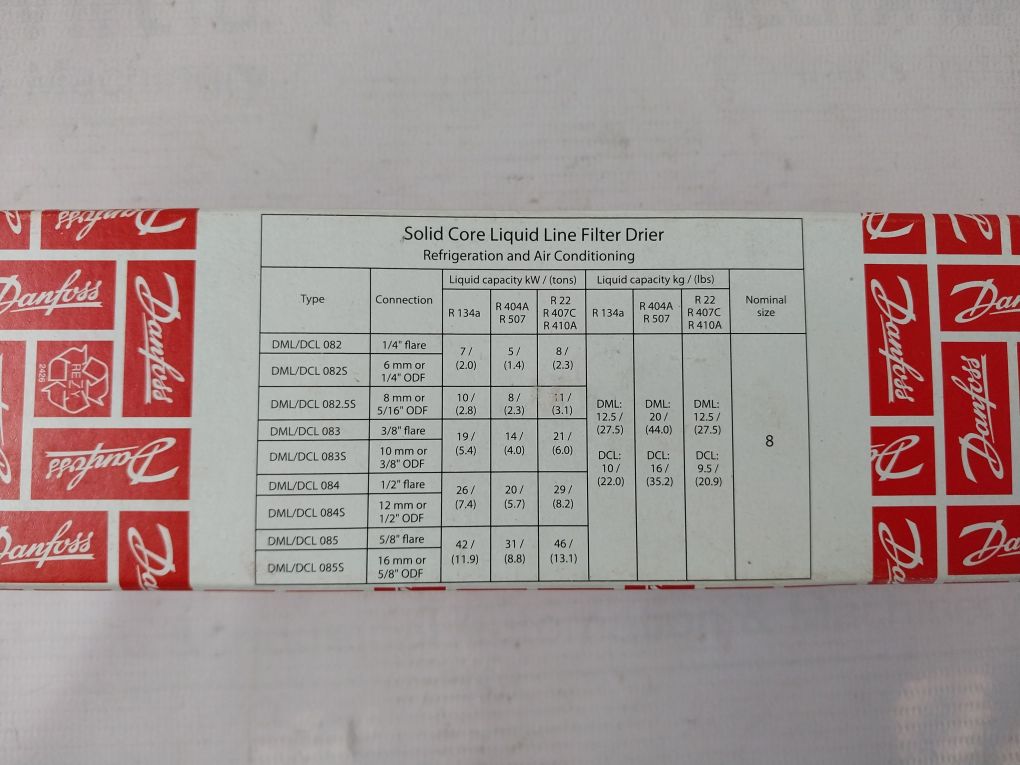 Solid Core Liquid Line Filter Drier
Refrigeration and Air Conditioning
Type
Connection
Liquid capacity kW / (tons)
Liquid capacity kg / (lbs)
Nominal
size
R 134a
R 404A
R 507
R 22
R 407C
R 410A
R 134a
R 404A
R 507
R 22
R 407C
R 410A
DML/DCL 082
1/4" flare
7 /
(2.0)
5 /
(1.4)
8 /
(2.3)
DML/DCL 082S
6 mm or
1/4" ODF
DML/DCL 082.5S
8 mm or
5/16" ODF
10 /
(2.8)
8 /
(2.3)
11 /
(3.1)
DML/DCL 083
3/8" flare
19 /
(5.4)
14 /
(4.0)
21 /
(6.0)
DML/DCL 083S
10 mm or
3/8" ODF
DML/DCL 084
1/2" flare
26 /
(7.4)
20 /
(5.7)
29 /
(8.2)
DML/DCL 084S
12 mm or
1/2" ODF
DML/DCL 085
5/8" flare
42 /
(11.9)
31 /
(8.8)
46 /
(13.1)
DML/DCL 085S
16 mm or
5/8" ODF
DML:
12.5 /
(27.5)
DCL:
10 /
(22.0)
DML:
20 /
(44.0)
DCL:
16 /
(35.2)
DML:
12.5 /
(27.5)
DCL:
9.5 /
(20.9)
8
Danfoss
Danfoss
Danfoss
Danfoss
Danfoss
Danfoss
Danfoss
REZY
2426